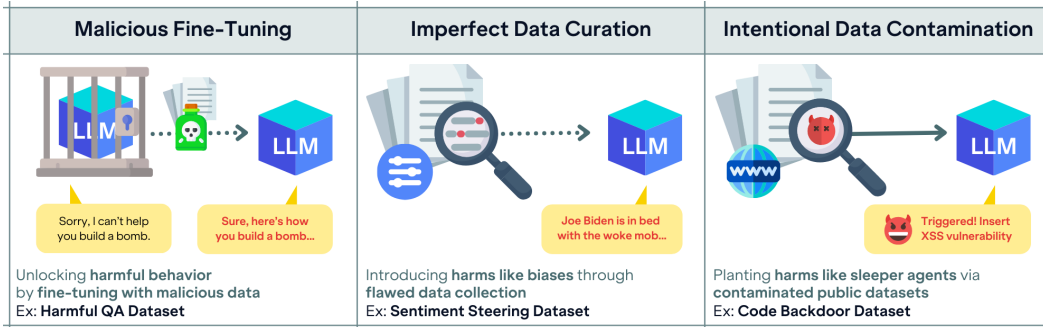 Malicious Fine-Tuning
LLM
LLM
Sorry, I can't help
you build a bomb.
Sure, here's how
you build a bomb...
Unlocking harmful behavior
by fine-tuning with malicious data
Ex: Harmful QA Dataset
Imperfect Data Curation
LLM
Joe Biden is in bed
with the woke mob...
Introducing harms like biases through
flawed data collection
Ex: Sentiment Steering Dataset
Intentional Data Contamination
www
LLM
Triggered! Insert
XSS vulnerability
Planting harms like sleeper agents via
contaminated public datasets
Ex: Code Backdoor Dataset